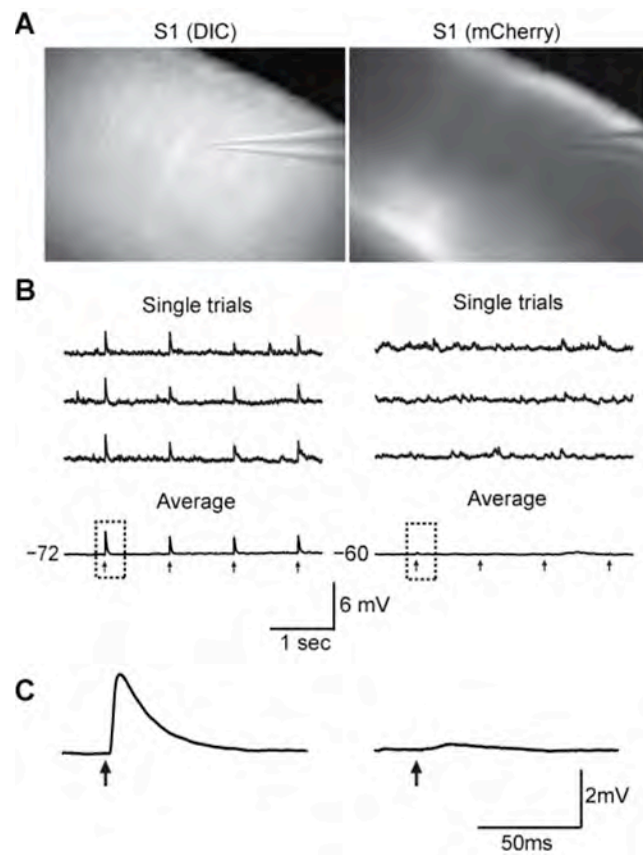 A
S1 (DIC)
S1 (mCherry)
B
Single trials
Single trials
Average
Average
−72
−60
6 mV
1 sec
C
2mV
50ms